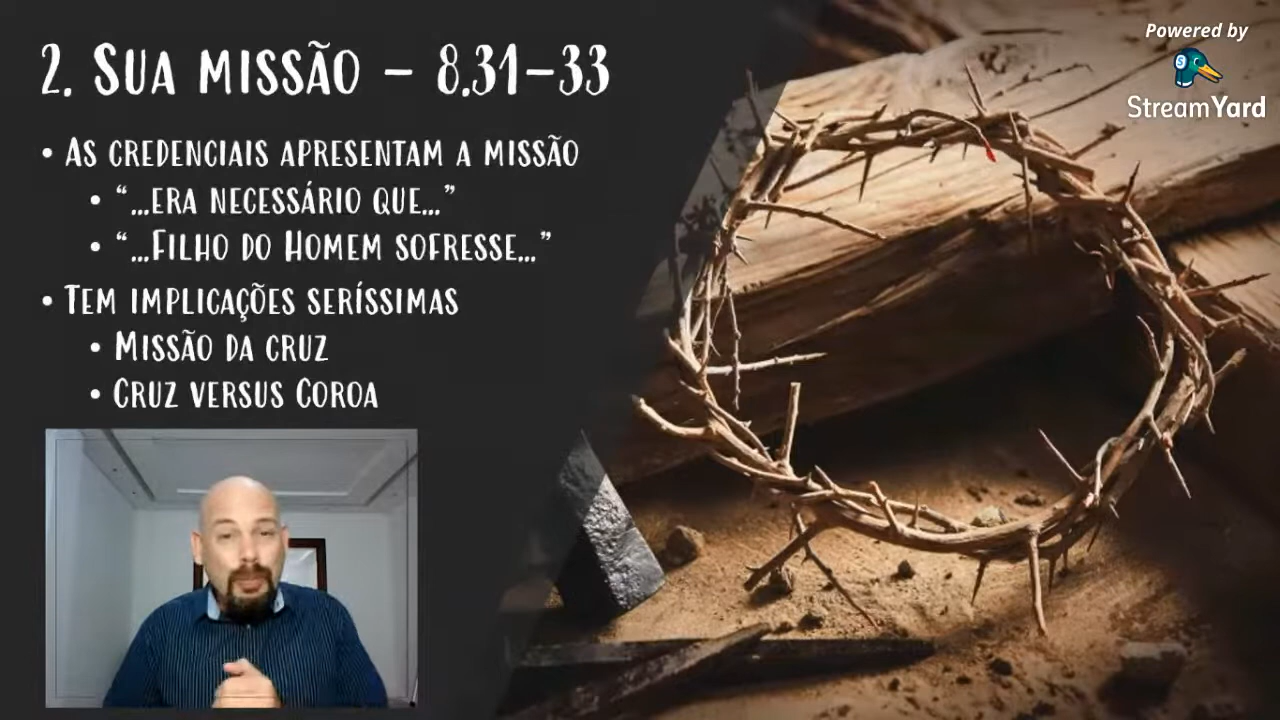 2. Sua missão – 8.31–33
• As credenciais apresentam a missão
• “...era necessário que...”
• “...Filho do Homem sofresse...”
• Tem implicações seríssimas
• Missão da cruz
• Cruz versus Coroa
Powered by
StreamYard